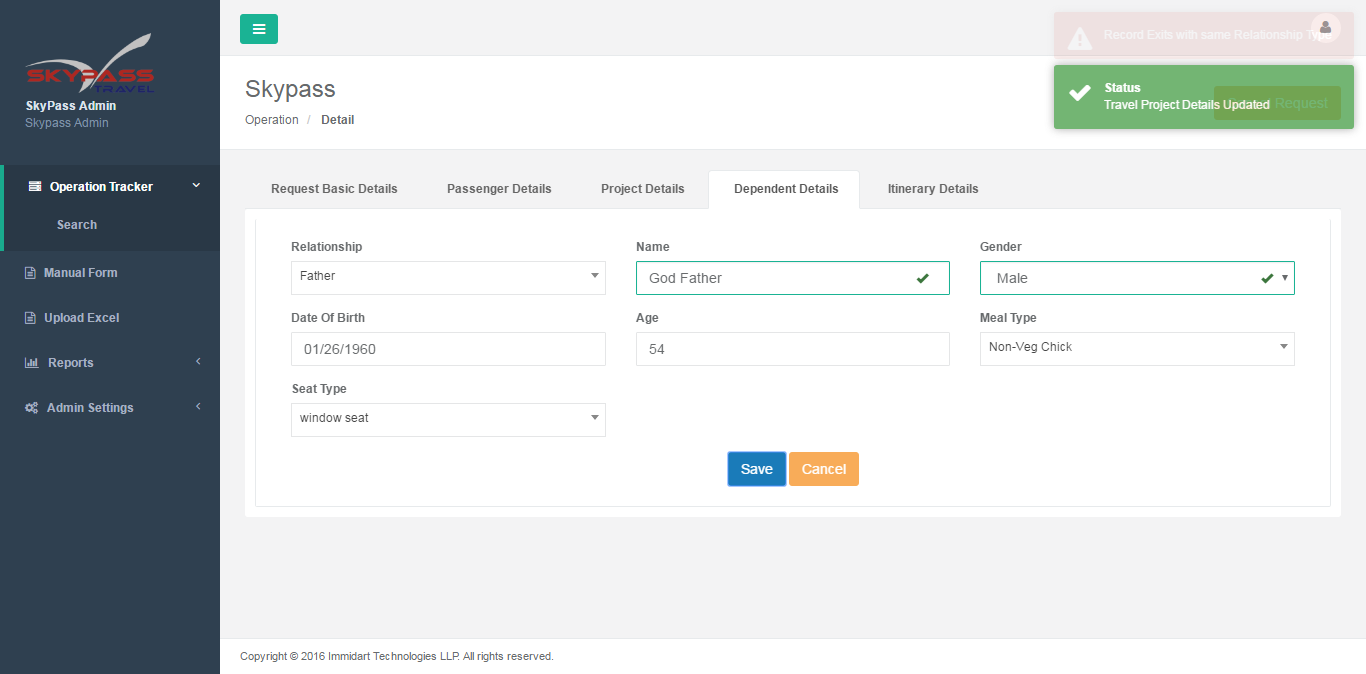 SKYPASS
TRAVEL
SkyPass Admin
Skypass Admin
Operation Tracker
Search
Manual Form
Upload Excel
Reports
Admin Settings
Record Exits with same Relationship Type
Status
Travel Project Details Updated
Request
Skypass
Operation / Detail
Request Basic Details
Passenger Details
Project Details
Dependent Details
Itinerary Details
Relationship
Father
Name
God Father
Gender
Male
Date Of Birth
01/26/1960
Age
54
Meal Type
Non-Veg Chick
Seat Type
window seat
Save
Cancel
Copyright © 2016 Immidart Technologies LLP. All rights reserved.